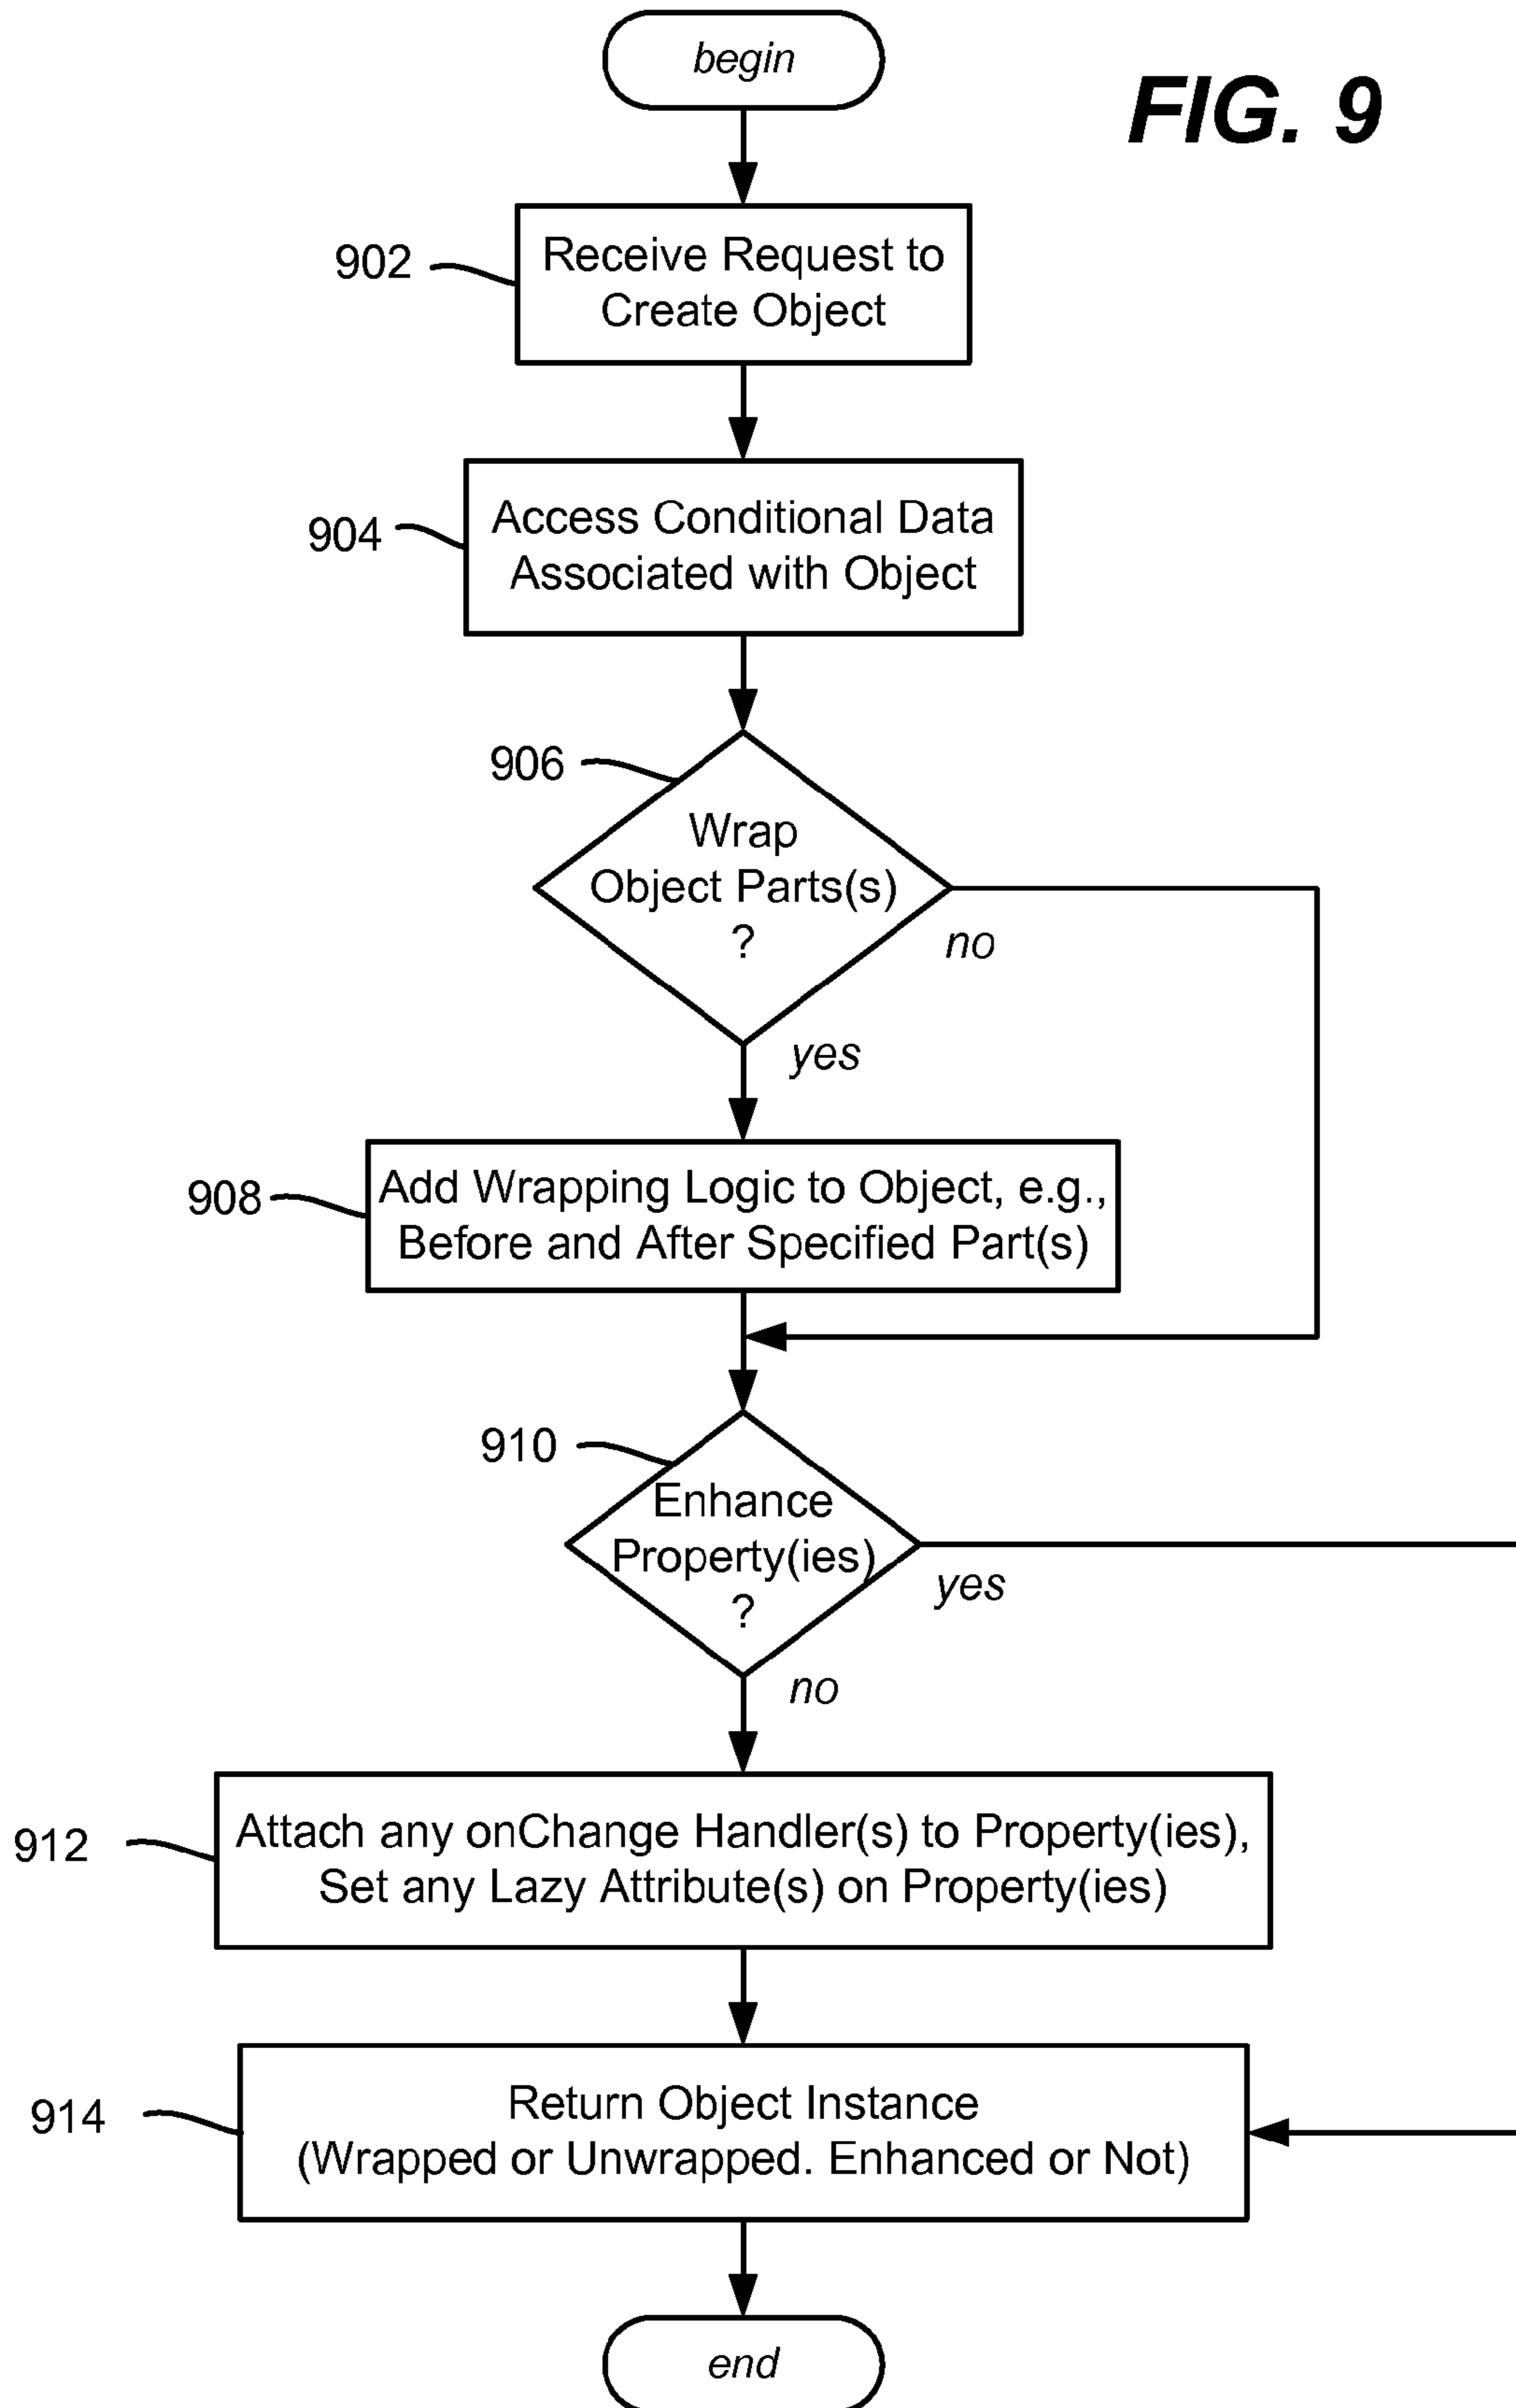 begin
FIG. 9
902
Receive Request to
Create Object
904
Access Conditional Data
Associated with Object
906
Wrap
Object Parts(s)
?
no
yes
908
Add Wrapping Logic to Object, e.g.,
Before and After Specified Part(s)
910
Enhance
Property(ies)
?
yes
no
912
Attach any onChange Handler(s) to Property(ies),
Set any Lazy Attribute(s) on Property(ies)
914
Return Object Instance
(Wrapped or Unwrapped. Enhanced or Not)
end